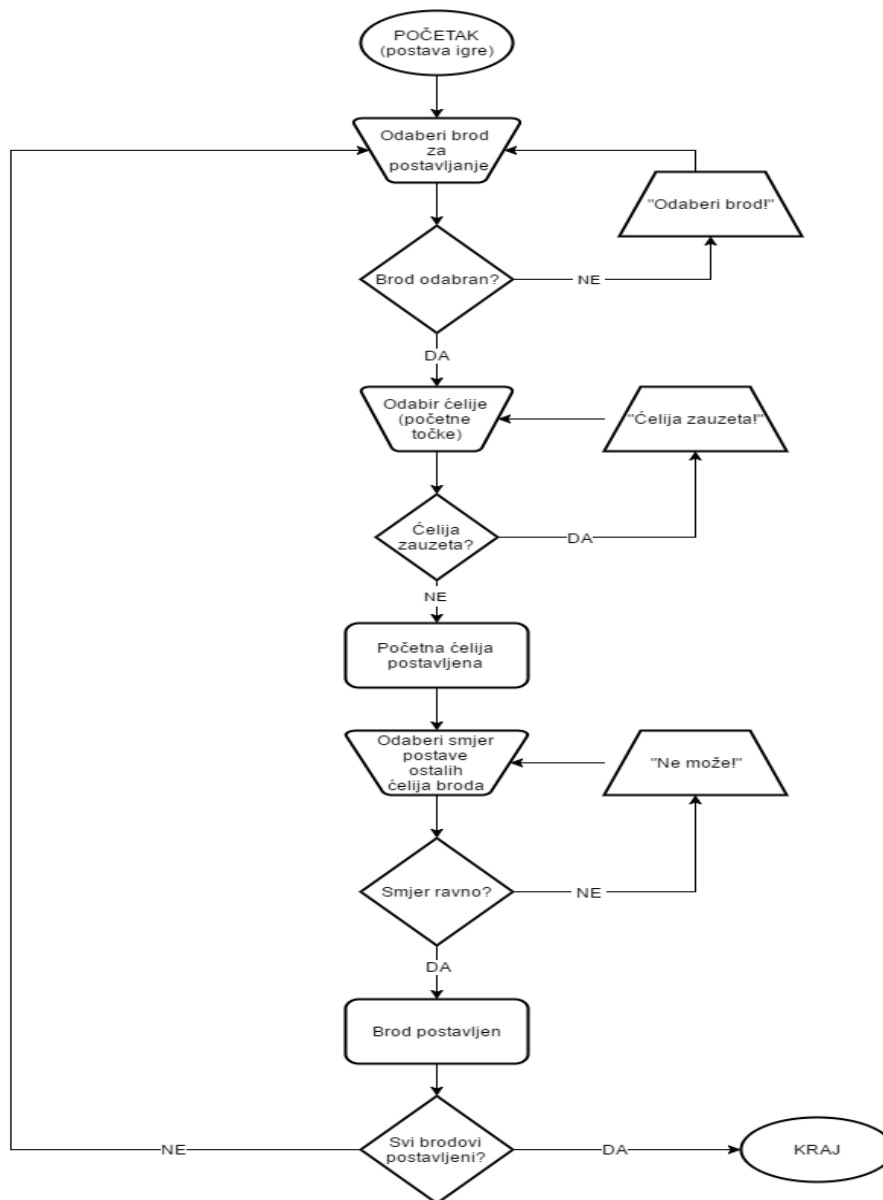 POČETAK
(postava igre)
Odaberi brod
za
postavljanje
"Odaberi brod!"
Brod odabran?
NE
DA
Odabir ćelije
(početne
točke)
"Ćelija zauzeta!"
Ćelija
zauzeta?
DA
NE
Početna ćelija
postavljena
Odaberi smjer
postave
ostalih
ćelija broda
"Ne može!"
Smjer ravno?
NE
DA
Brod postavljen
Svi brodovi
postavljeni?
NE
DA
KRAJ